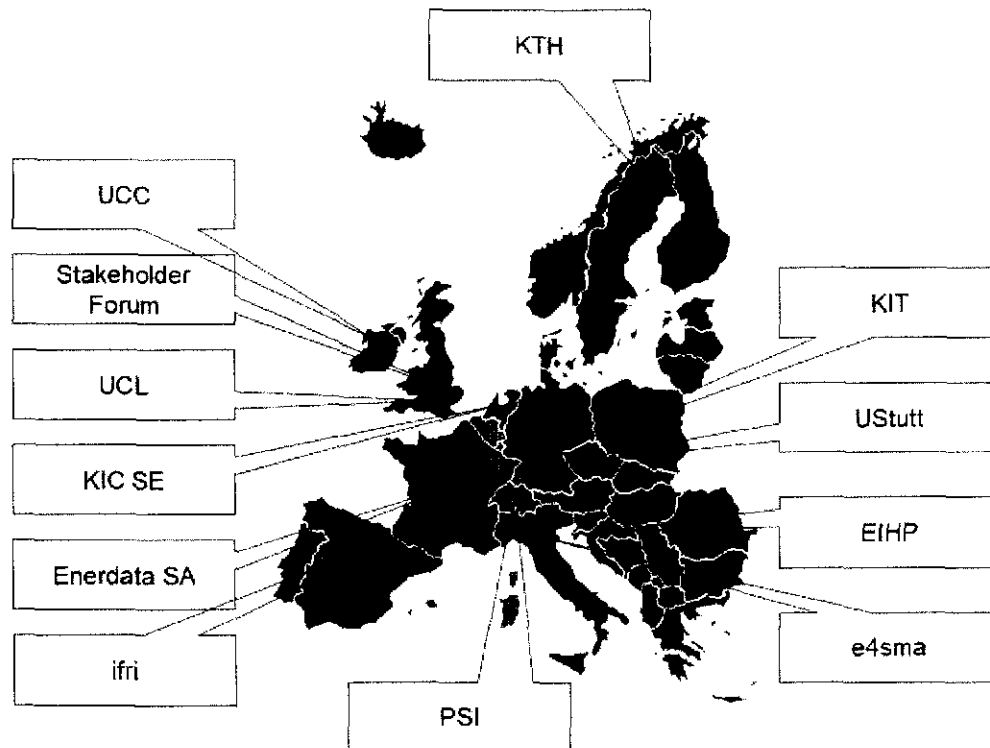 KTH
UCC
Stakeholder
Forum
UCL
KIC SE
Enerdata SA
ifri
PSI
KIT
UStutt
EIHP
e4sma